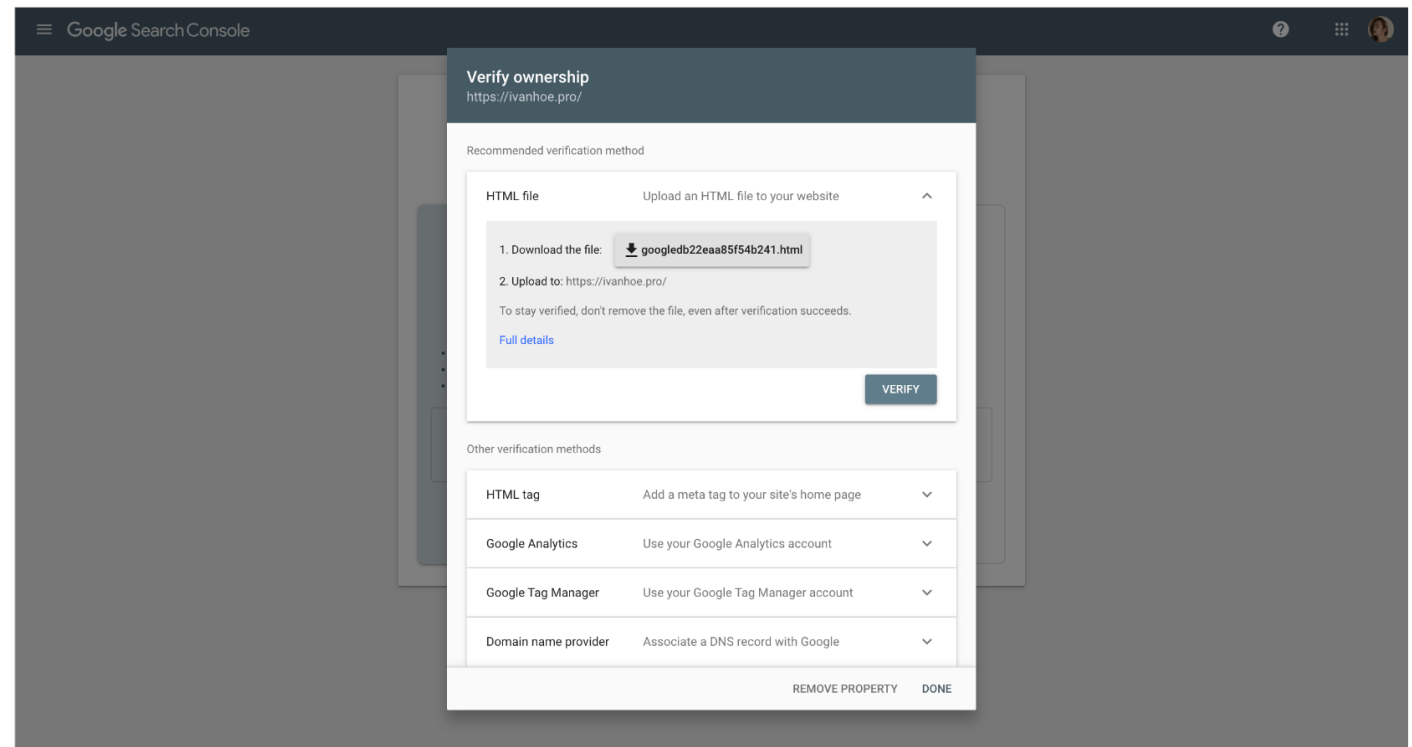 Google Search Console
Verify ownership
https://ivanhoe.pro/
Recommended verification method
HTML file Upload an HTML file to your website
1. Download the file: googledb22eaa85f54b241.html
2. Upload to: https://ivanhoe.pro/
To stay verified, don't remove the file, even after verification succeeds.
Full details
VERIFY
Other verification methods
HTML tag Add a meta tag to your site's home page
Google Analytics Use your Google Analytics account
Google Tag Manager Use your Google Tag Manager account
Domain name provider Associate a DNS record with Google
REMOVE PROPERTY DONE